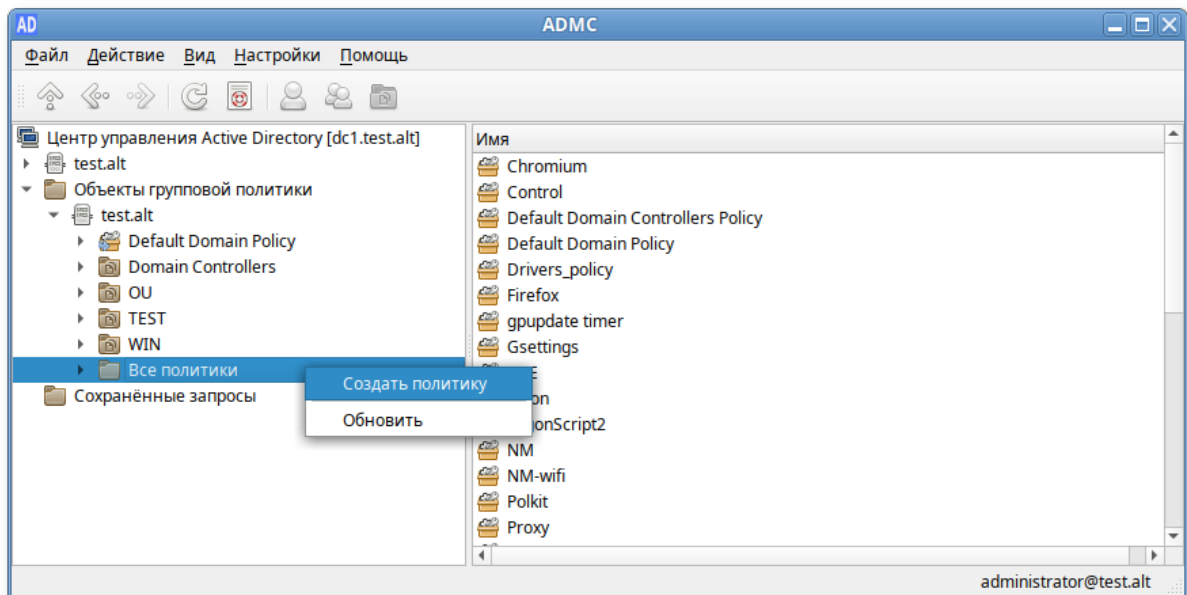 AD ADMC
Файл Действие Вид Настройки Помощь
Центр управления Active Directory [dc1.test.alt]
test.alt
Объекты групповой политики
test.alt
Default Domain Policy
Domain Controllers
OU
TEST
WIN
Все политики
Сохранённые запросы
Создать политику
Обновить
Имя
Chromium
Control
Default Domain Controllers Policy
Default Domain Policy
Drivers_policy
Firefox
gpupdate timer
Gsettings
NM
NM-wifi
Polkit
Proxy
administrator@test.alt